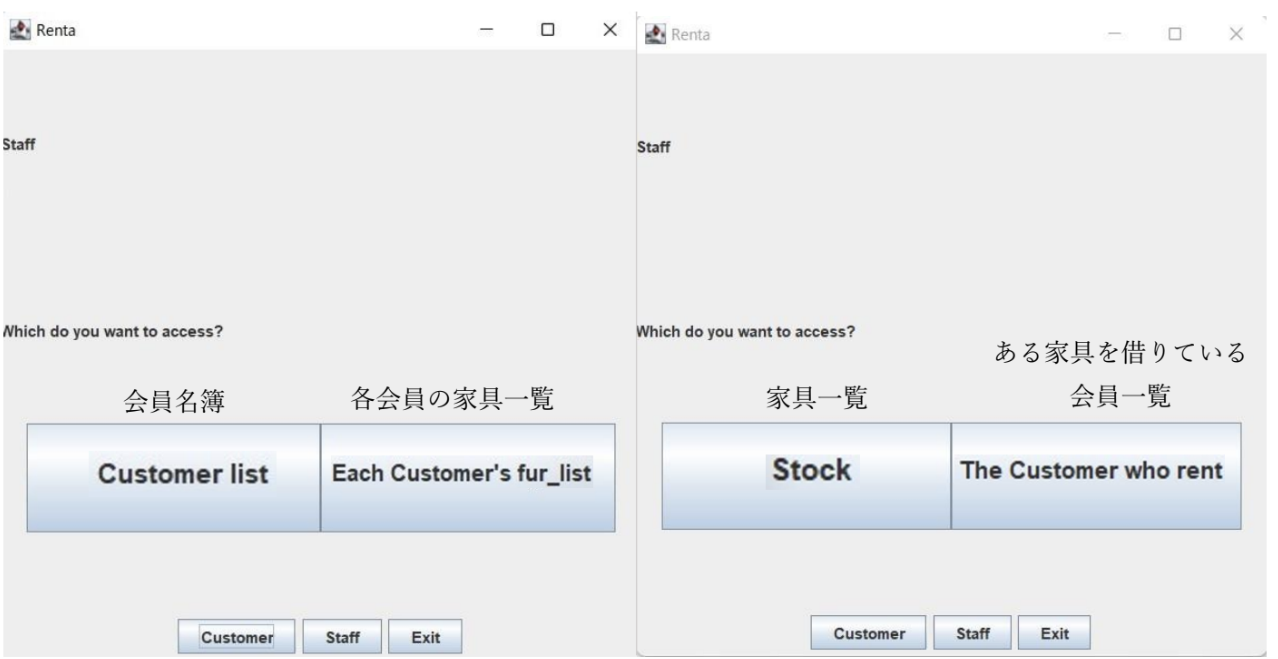 Renta
Staff
Which do you want to access?
会員名簿
各会員の家具一覧
Customer list
Each Customer's fur_list
Customer
Staff
Exit
Renta
Staff
Which do you want to access?
ある家具を借りている
家具一覧
会員一覧
Stock
The Customer who rent
Customer
Staff
Exit